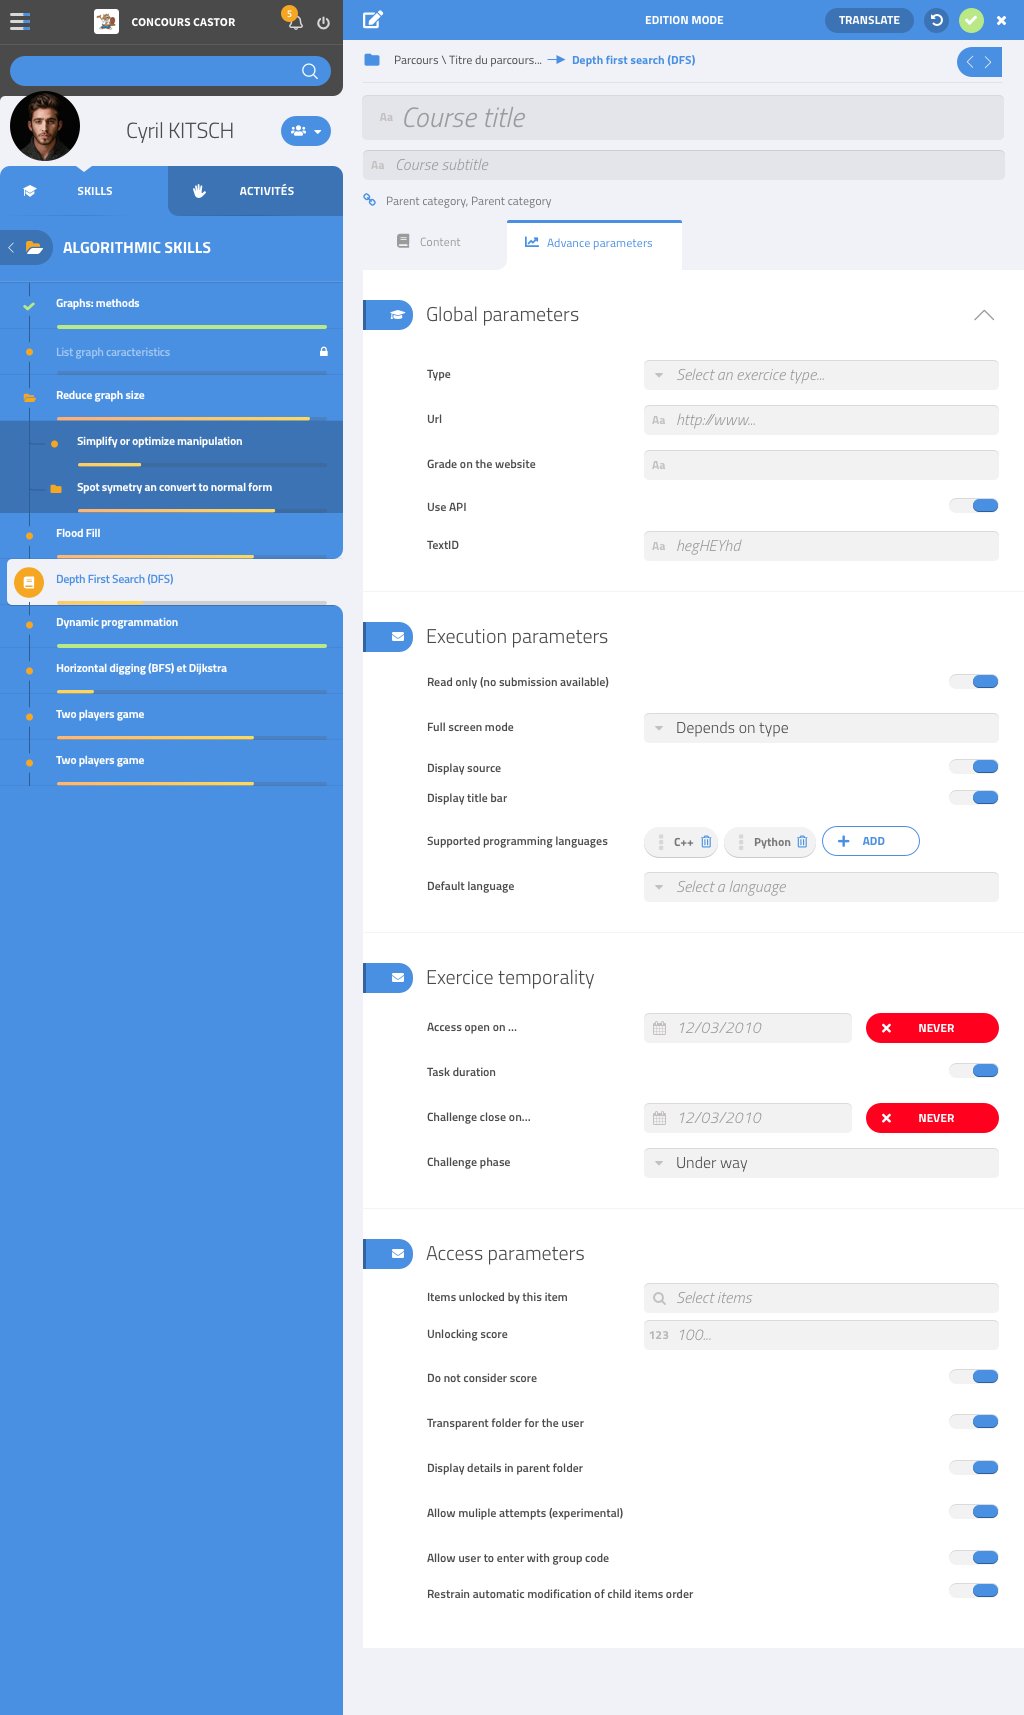 CONCOURS CASTOR
5
EDITION MODE
TRANSLATE
Parcours \ Titre du parcours...
Depth first search (DFS)
Cyril KITSCH
Aa Course title
Aa Course subtitle
SKILLS
ACTIVITÉS
Parent category, Parent category
Content
Advance parameters
ALGORITHMIC SKILLS
Graphs: methods
List graph caracteristics
Reduce graph size
Simplify or optimize manipulation
Spot symetry an convert to normal form
Flood Fill
Depth First Search (DFS)
Dynamic programmation
Horizontal digging (BFS) et Dijkstra
Two players game
Two players game
Global parameters
Type
Select an exercice type...
Url
Aa http://www...
Grade on the website
Aa
Use API
TextID
Aa hegHEYhd
Execution parameters
Read only (no submission available)
Full screen mode
Depends on type
Display source
Display title bar
Supported programming languages
C++
Python
ADD
Default language
Select a language
Exercice temporality
Access open on ...
12/03/2010
NEVER
Task duration
Challenge close on...
12/03/2010
NEVER
Challenge phase
Under way
Access parameters
Items unlocked by this item
Select items
Unlocking score
123 100...
Do not consider score
Transparent folder for the user
Display details in parent folder
Allow muliple attempts (experimental)
Allow user to enter with group code
Restrain automatic modification of child items order